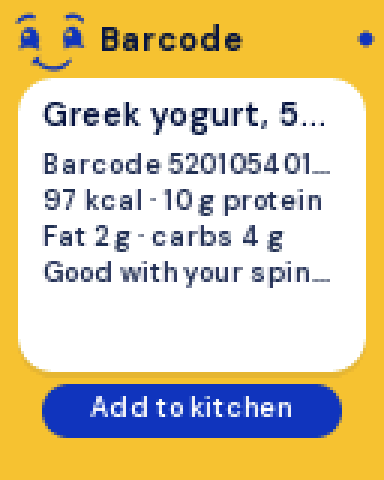 Barcode
Greek yogurt, 5...
Barcode 520105401...
97 kcal · 10 g protein
Fat 2 g · carbs 4 g
Good with your spin...
Add to kitchen